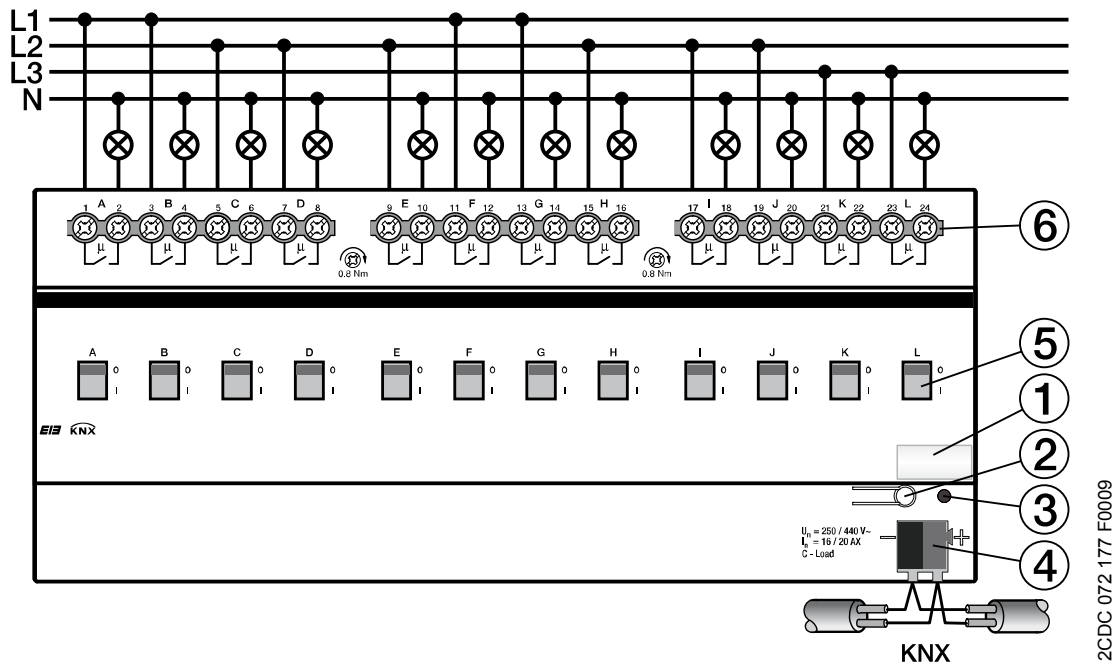 L1
L2
L3
N
A B C D E F G H I J K L
1 2 3 4 5 6 7 8 9 10 11 12 13 14 15 16 17 18 19 20 21 22 23 24
6
µ µ µ µ µ µ µ µ µ µ µ µ
0.8 Nm 0.8 Nm
A B C D E F G H I J K L
5
O O O O O O O O O O O O
I I I I I I I I I I I I
1
EIB KNX
2
3
Un = 250 / 440 V~
In = 16 / 20 AX
C - Load
− +
4
KNX
2CDC 072 177 F0009